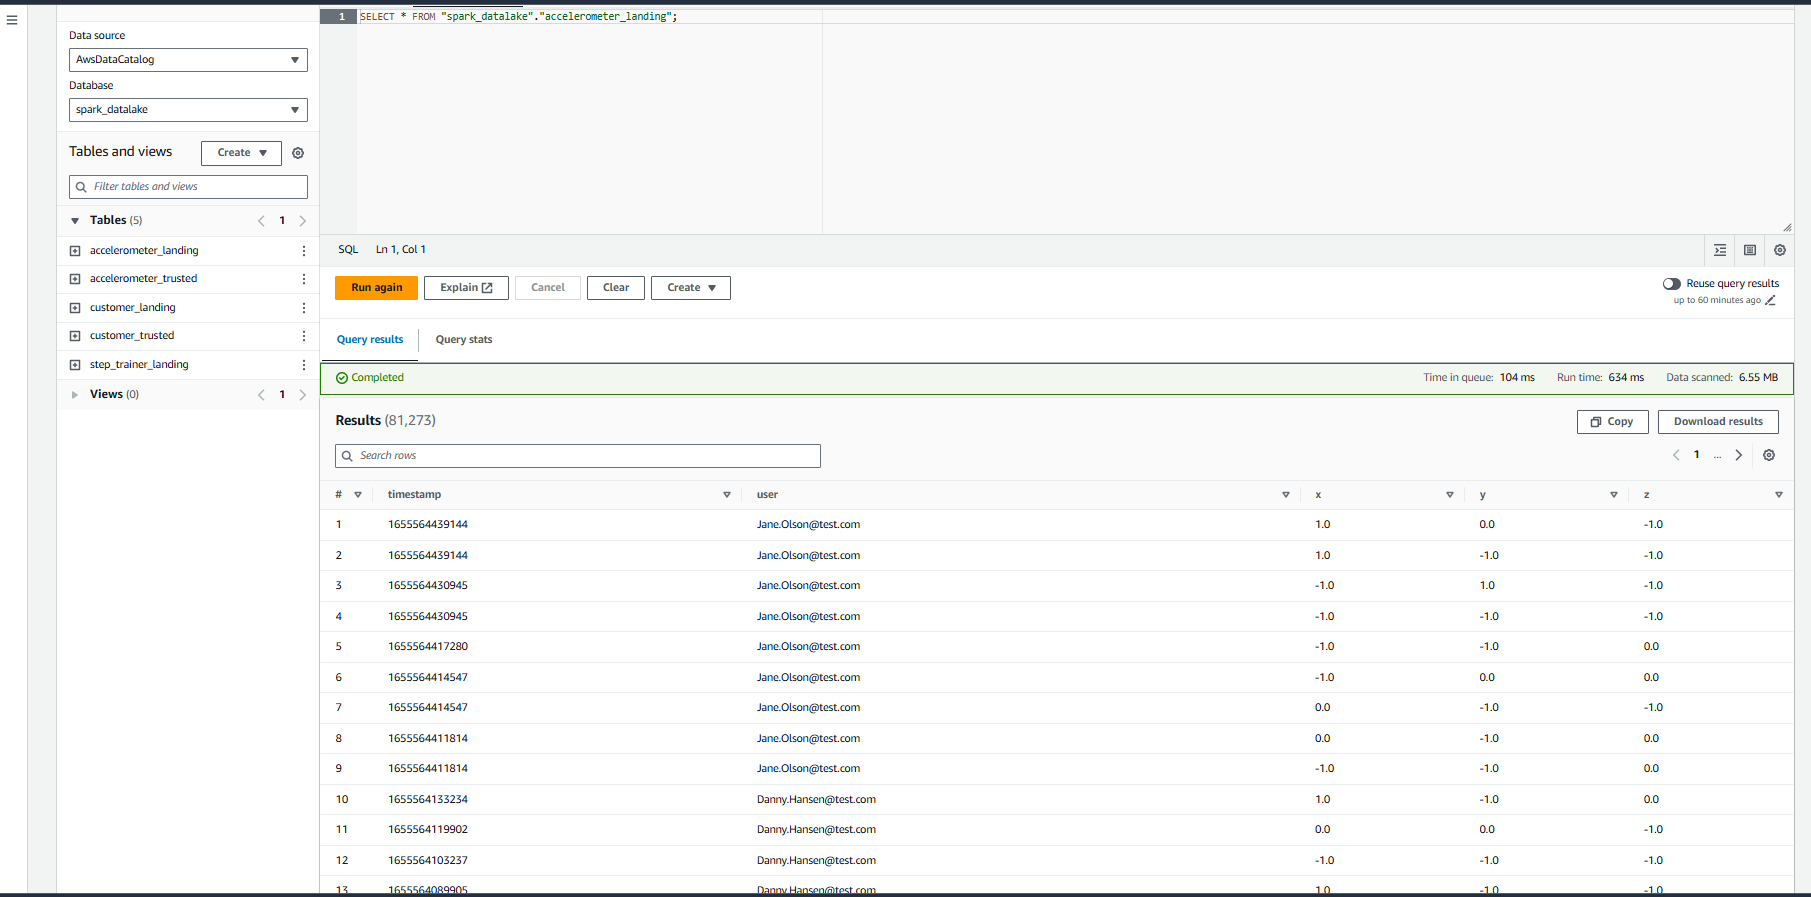 1 SELECT * FROM "spark_datalake"."accelerometer_landing";
Data source
AwsDataCatalog
Database
spark_datalake
Tables and views
Create
Filter tables and views
Tables (5)
1
accelerometer_landing
accelerometer_trusted
customer_landing
customer_trusted
step_trainer_landing
Views (0)
1
SQL Ln 1, Col 1
Run again Explain Cancel Clear Create
Reuse query results
up to 60 minutes ago
Query results Query stats
Completed Time in queue: 104 ms Run time: 634 ms Data scanned: 6.55 MB
Results (81,273)
Copy Download results
Search rows
1 ...
# timestamp user x y z
1 1655564439144 Jane.Olson@test.com 1.0 0.0 -1.0
2 1655564439144 Jane.Olson@test.com 1.0 -1.0 -1.0
3 1655564430945 Jane.Olson@test.com -1.0 1.0 -1.0
4 1655564430945 Jane.Olson@test.com -1.0 -1.0 -1.0
5 1655564417280 Jane.Olson@test.com -1.0 -1.0 0.0
6 1655564414547 Jane.Olson@test.com -1.0 0.0 0.0
7 1655564414547 Jane.Olson@test.com 0.0 -1.0 -1.0
8 1655564411814 Jane.Olson@test.com 0.0 -1.0 0.0
9 1655564411814 Jane.Olson@test.com -1.0 -1.0 0.0
10 1655564133234 Danny.Hansen@test.com 1.0 -1.0 0.0
11 1655564119902 Danny.Hansen@test.com 0.0 0.0 -1.0
12 1655564103237 Danny.Hansen@test.com -1.0 -1.0 -1.0
13 1655564089905 Danny.Hansen@test.com 1.0 -1.0 -1.0